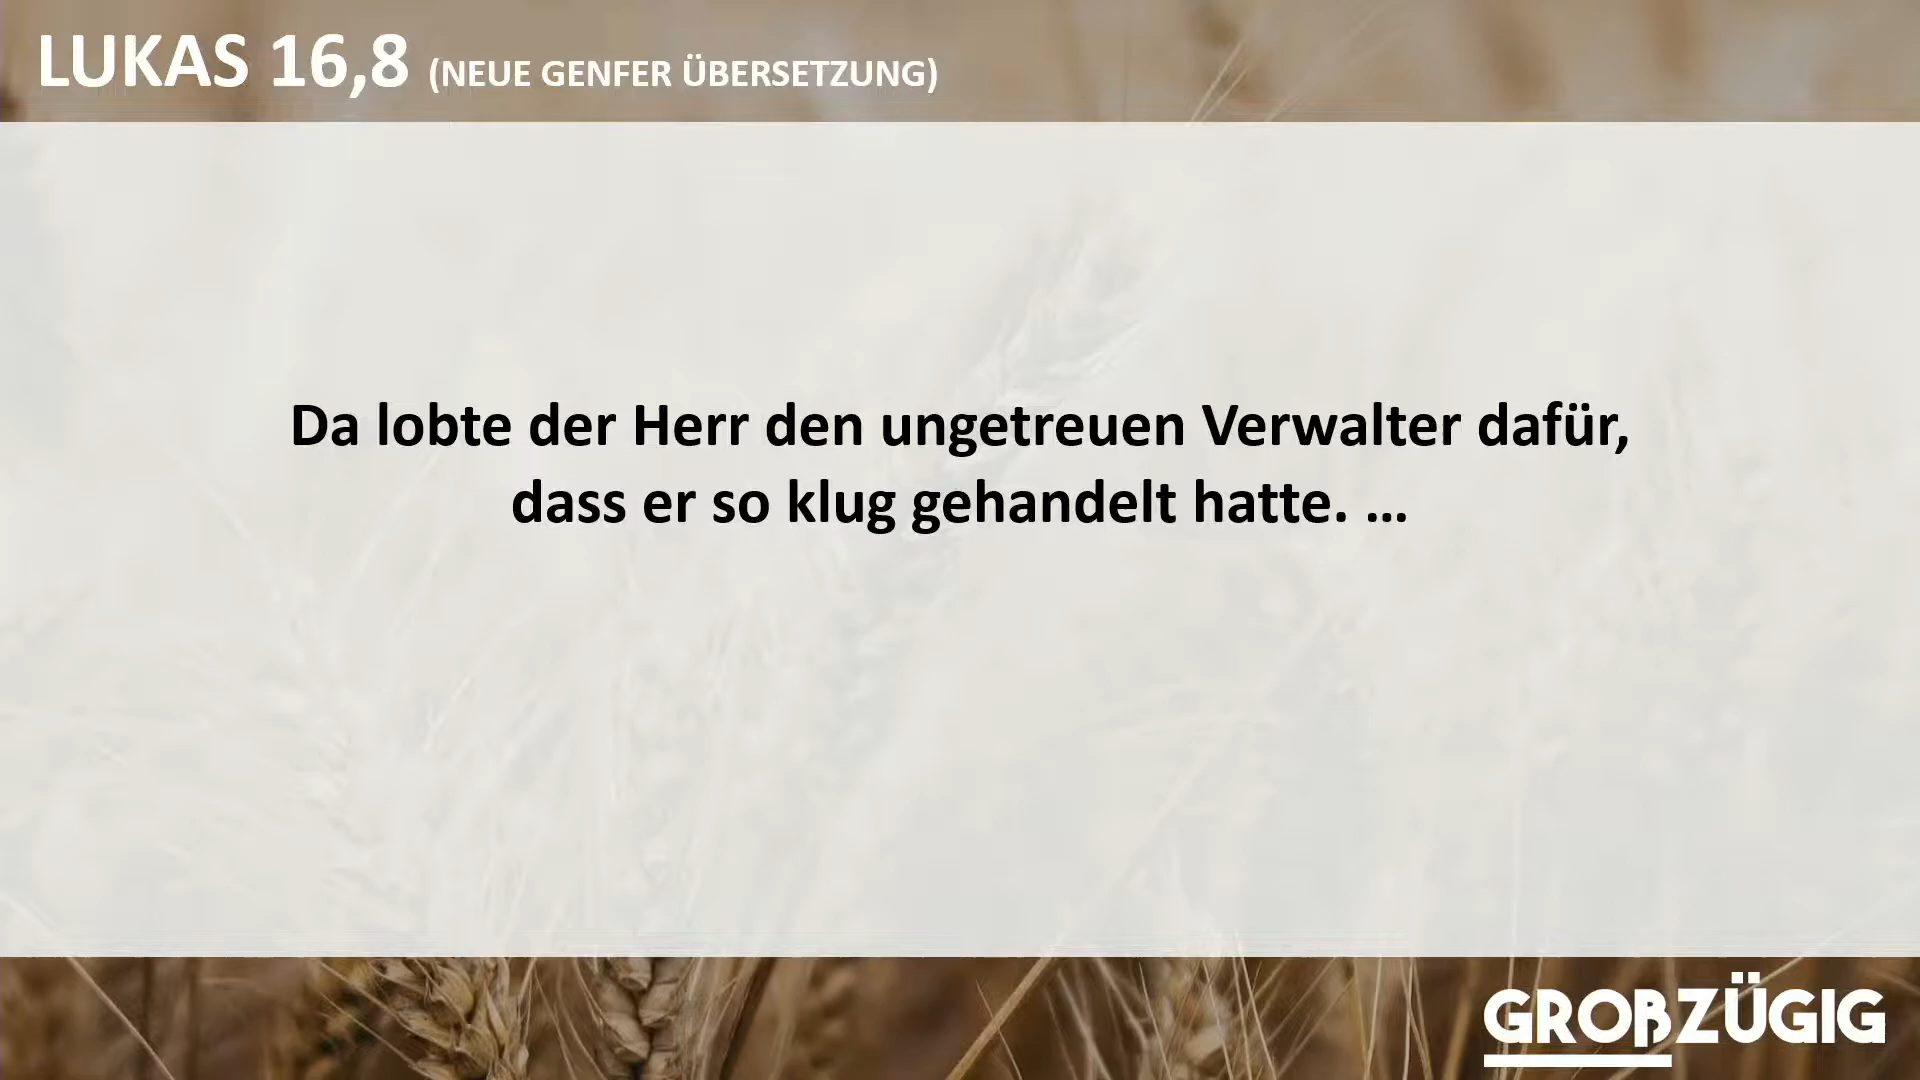 LUKAS 16,8 (NEUE GENFER ÜBERSETZUNG)
Da lobte der Herr den ungetreuen Verwalter dafür,
dass er so klug gehandelt hatte. ...
GROßZÜGIG